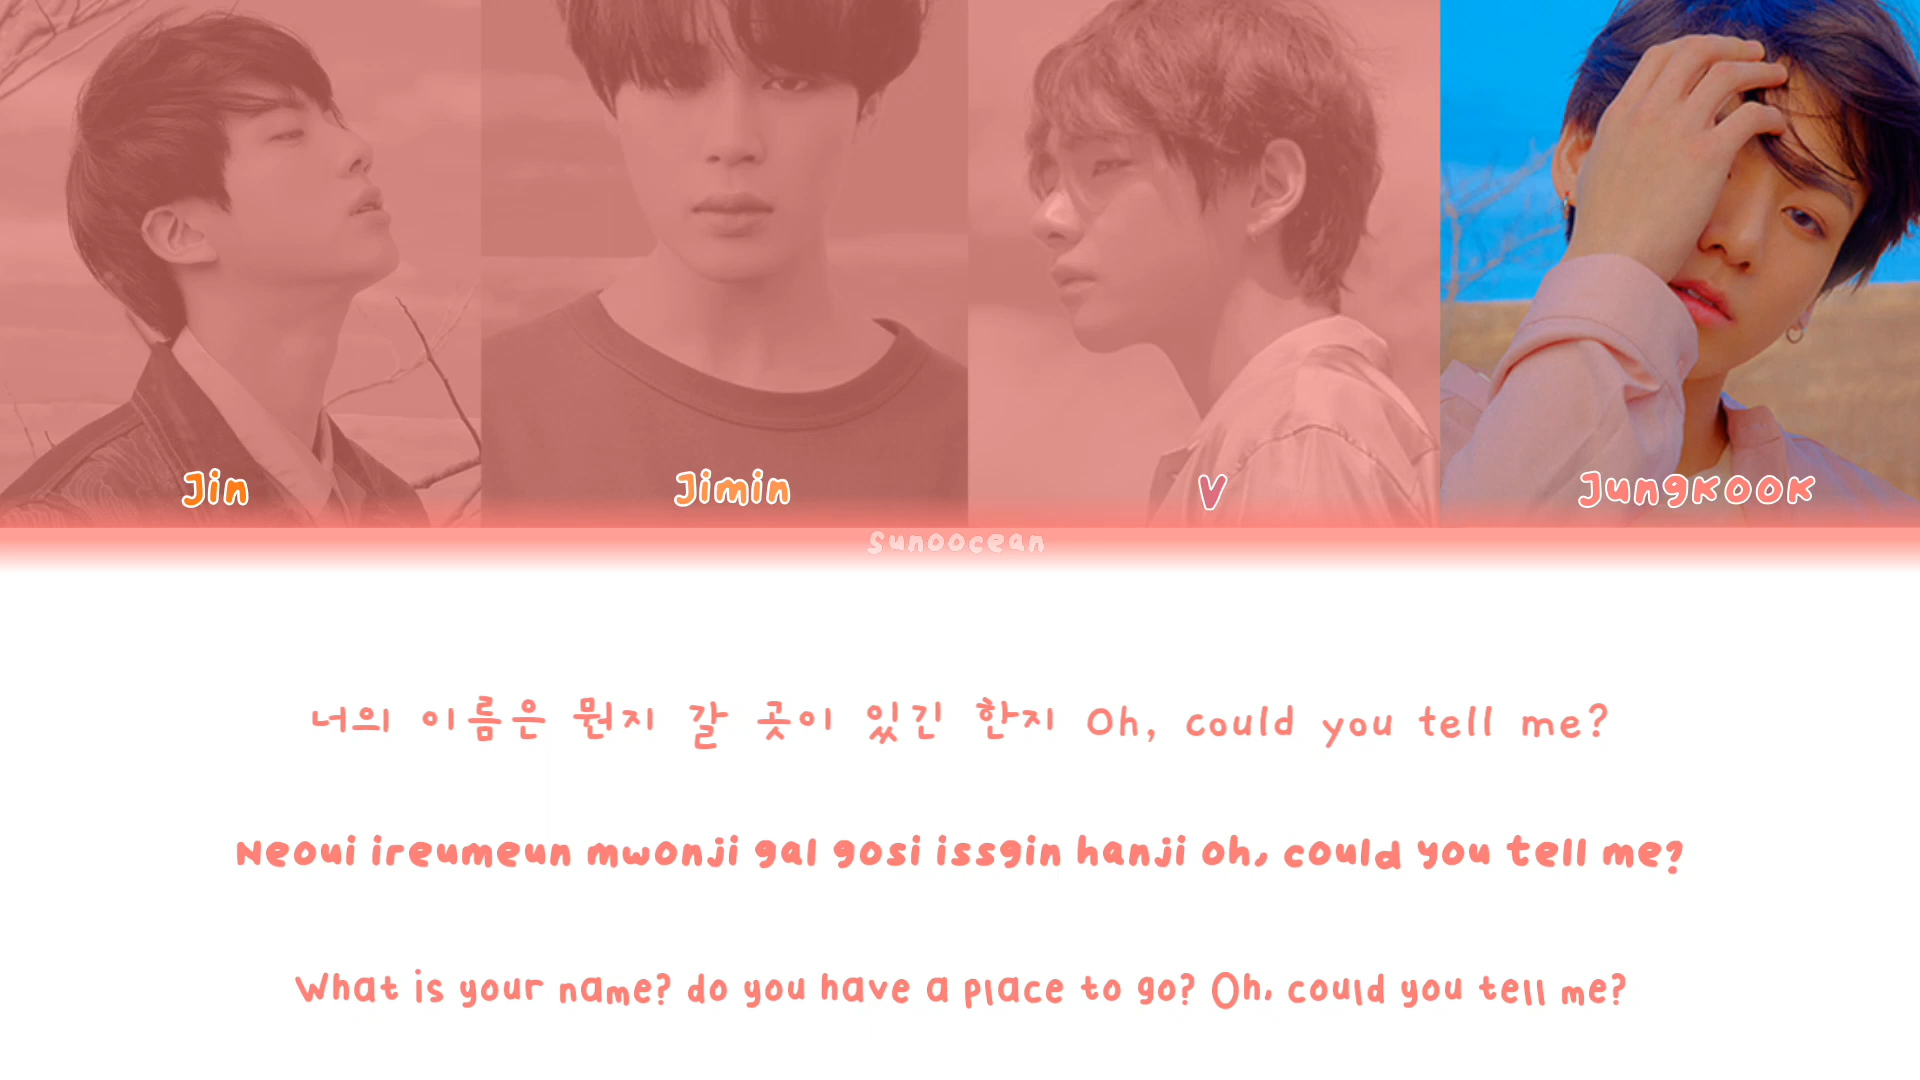 Jin
Jimin
V
Jungkook
Sunoocean
너의 이름은 뭔지 갈 곳이 있긴 한지 Oh, could you tell me?
Neoui ireumeun mwonji gal gosi issgin hanji oh, could you tell me?
What is your name? do you have a place to go? Oh, could you tell me?